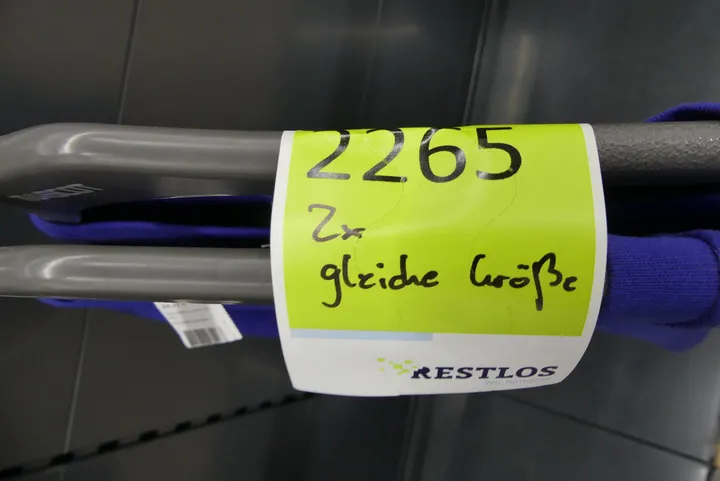 2265
2x
gleiche Größe
RESTLOS